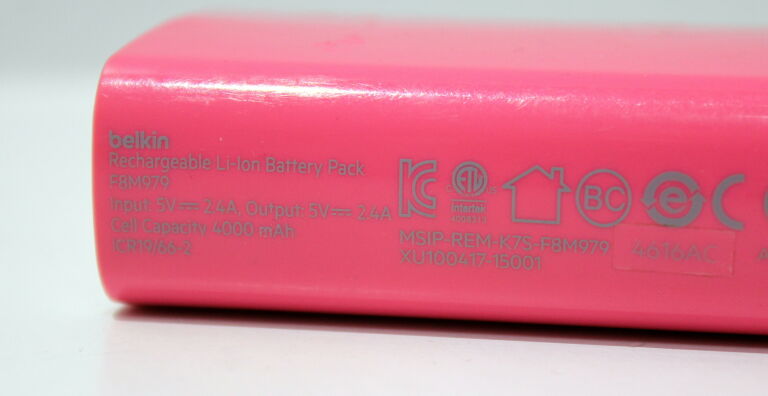 belkin
Rechargeable Li-Ion Battery Pack
F8M979
Input: 5V⎓2.4A, Output: 5V⎓2.4A
Cell Capacity 4000 mAh
ICR19/66-2
ETL
Intertek
BC
MSIP-REM-K7S-F8M979
XU100417-15001
4616AC